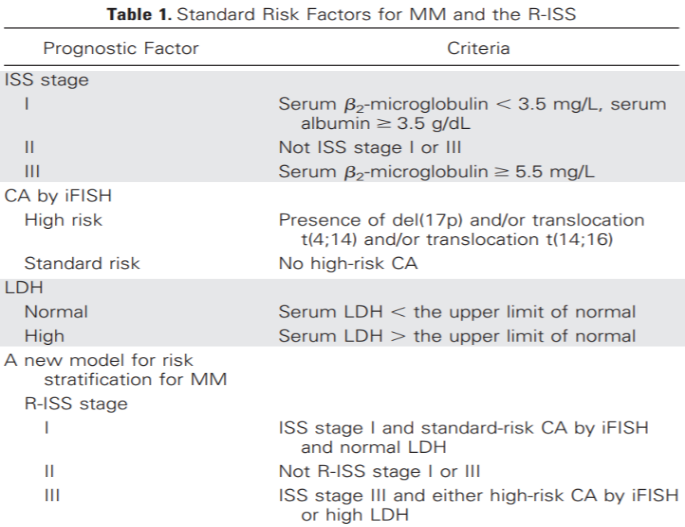 Table 1. Standard Risk Factors for MM and the R-ISS
Prognostic Factor Criteria
ISS stage
I Serum β₂-microglobulin < 3.5 mg/L, serum
albumin ≥ 3.5 g/dL
II Not ISS stage I or III
III Serum β₂-microglobulin ≥ 5.5 mg/L
CA by iFISH
High risk Presence of del(17p) and/or translocation
t(4;14) and/or translocation t(14;16)
Standard risk No high-risk CA
LDH
Normal Serum LDH < the upper limit of normal
High Serum LDH > the upper limit of normal
A new model for risk
stratification for MM
R-ISS stage
I ISS stage I and standard-risk CA by iFISH
and normal LDH
II Not R-ISS stage I or III
III ISS stage III and either high-risk CA by iFISH
or high LDH